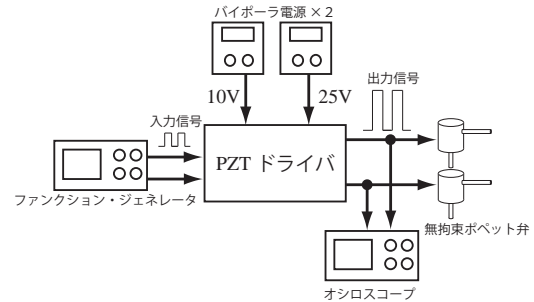 バイポーラ電源×2
10V
25V
入力信号
出力信号
PZT ドライバ
ファンクション・ジェネレータ
無拘束ポペット弁
オシロスコープ